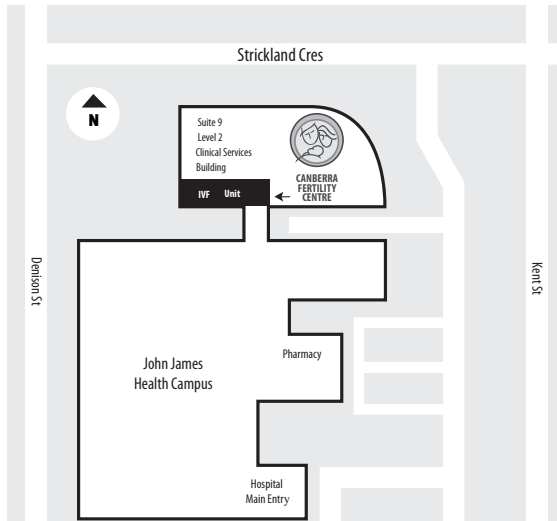 Strickland Cres
N
Suite 9
Level 2
Clinical Services
Building
CANBERRA
FERTILITY
CENTRE
IVF Unit
Denison St
Kent St
John James
Health Campus
Pharmacy
Hospital
Main Entry